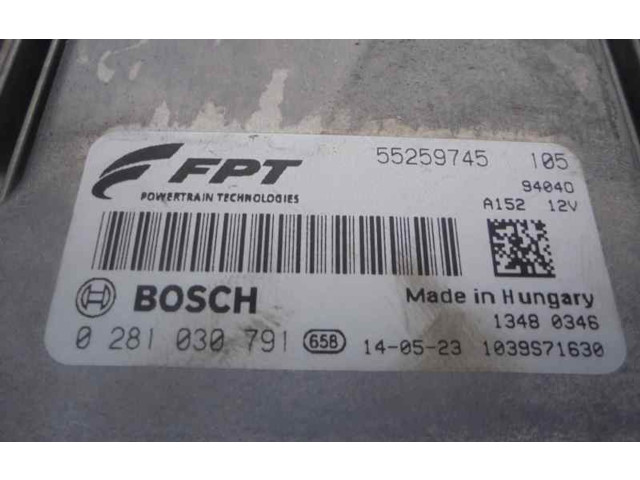 FPT 55259745 105
POWERTRAIN TECHNOLOGIES 94040
A152 12V
BOSCH Made in Hungary
1348 0346
0 281 030 791 658 14-05-23 1039S71630